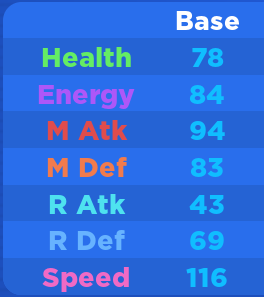 Base
Health 78
Energy 84
M Atk 94
M Def 83
R Atk 43
R Def 69
Speed 116